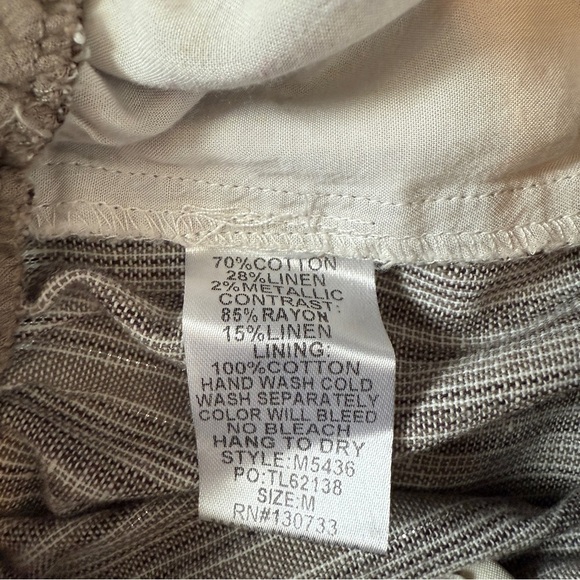 70%COTTON
28%LINEN
2%METALLIC
CONTRAST:
85%RAYON
15%LINEN
LINING:
100%COTTON
HAND WASH COLD
WASH SEPARATELY
COLOR WILL BLEED
NO BLEACH
HANG TO DRY
STYLE:M5436
PO:TL62138
SIZE:M
RN#130733